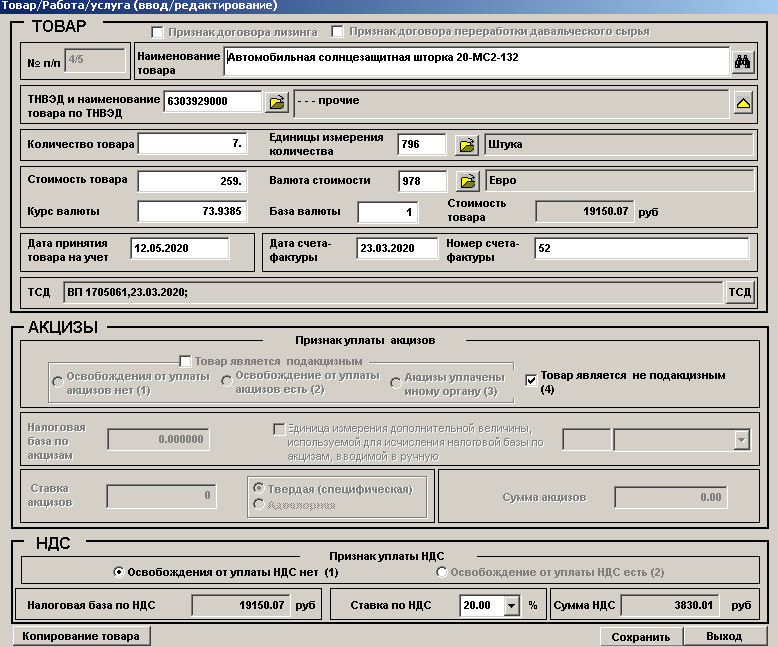 Товар/Работа/услуга (ввод/редактирование)
ТОВАР
Признак договора лизинга
Признак договора переработки давальческого сырья
№ п/п
4/5
Наименование товара
Автомобильная солнцезащитная шторка 20-MC2-132
ТНВЭД и наименование товара по ТНВЭД
6303929000
- - - прочие
Количество товара
7.
Единицы измерения количества
796
Штука
Стоимость товара
259.
Валюта стоимости
978
Евро
Курс валюты
73.9385
База валюты
1
Стоимость товара
19150.07 руб
Дата принятия товара на учет
12.05.2020
Дата счета-фактуры
23.03.2020
Номер счета-фактуры
52
ТСД
ВП 1705061,23.03.2020;
ТСД
АКЦИЗЫ
Признак уплаты акцизов
Товар является подакцизным
Освобождения от уплаты акцизов нет (1)
Освобождение от уплаты акцизов есть (2)
Акцизы уплачены иному органу (3)
Товар является не подакцизным (4)
Налоговая база по акцизам
0.000000
Единица измерения дополнительной величины,
используемой для исчисления налоговой базы по
акцизам, вводимой в ручную
Ставка акцизов
0
Твердая (специфическая)
Адвалорная
Сумма акцизов
0.00
НДС
Признак уплаты НДС
Освобождения от уплаты НДС нет (1)
Освобождение от уплаты НДС есть (2)
Налоговая база по НДС
19150.07 руб
Ставка по НДС
20.00 %
Сумма НДС
3830.01 руб
Копирование товара
Сохранить
Выход